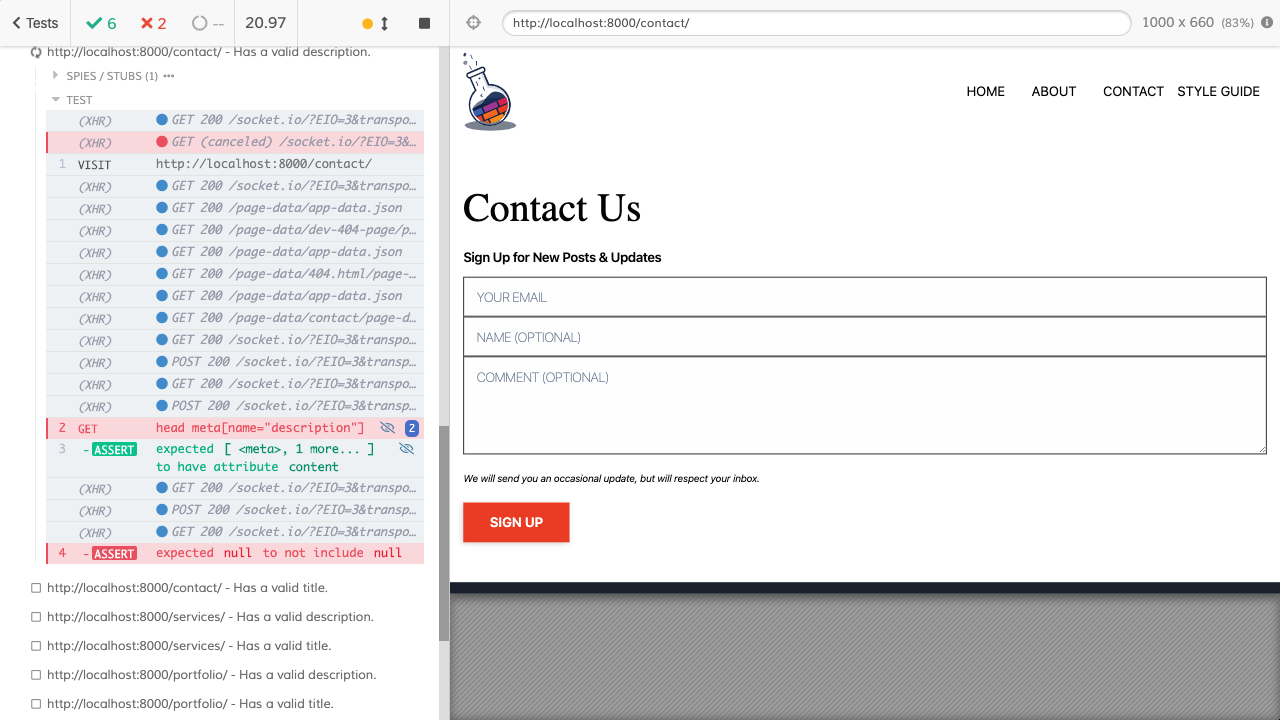 Tests
6
2
--
20.97
http://localhost:8000/contact/
1000 x 660 (83%)
http://localhost:8000/contact/ - Has a valid description.
SPIES / STUBS (1)
TEST
(XHR) GET 200 /socket.io/?EIO=3&transpo...
(XHR) GET (canceled) /socket.io/?EIO=3&...
1 VISIT http://localhost:8000/contact/
(XHR) GET 200 /socket.io/?EIO=3&transpo...
(XHR) GET 200 /page-data/app-data.json
(XHR) GET 200 /page-data/dev-404-page/p...
(XHR) GET 200 /page-data/app-data.json
(XHR) GET 200 /page-data/404.html/page-...
(XHR) GET 200 /page-data/app-data.json
(XHR) GET 200 /page-data/contact/page-d...
(XHR) GET 200 /socket.io/?EIO=3&transpo...
(XHR) POST 200 /socket.io/?EIO=3&transp...
(XHR) GET 200 /socket.io/?EIO=3&transpo...
(XHR) POST 200 /socket.io/?EIO=3&transp...
2 GET head meta[name="description"] 2
3 - ASSERT expected [ <meta>, 1 more... ]
to have attribute content
(XHR) GET 200 /socket.io/?EIO=3&transpo...
(XHR) POST 200 /socket.io/?EIO=3&transp...
(XHR) GET 200 /socket.io/?EIO=3&transpo...
4 - ASSERT expected null to not include null
http://localhost:8000/contact/ - Has a valid title.
http://localhost:8000/services/ - Has a valid description.
http://localhost:8000/services/ - Has a valid title.
http://localhost:8000/portfolio/ - Has a valid description.
http://localhost:8000/portfolio/ - Has a valid title.
HOME ABOUT CONTACT STYLE GUIDE
Contact Us
Sign Up for New Posts & Updates
YOUR EMAIL
NAME (OPTIONAL)
COMMENT (OPTIONAL)
We will send you an occasional update, but will respect your inbox.
SIGN UP